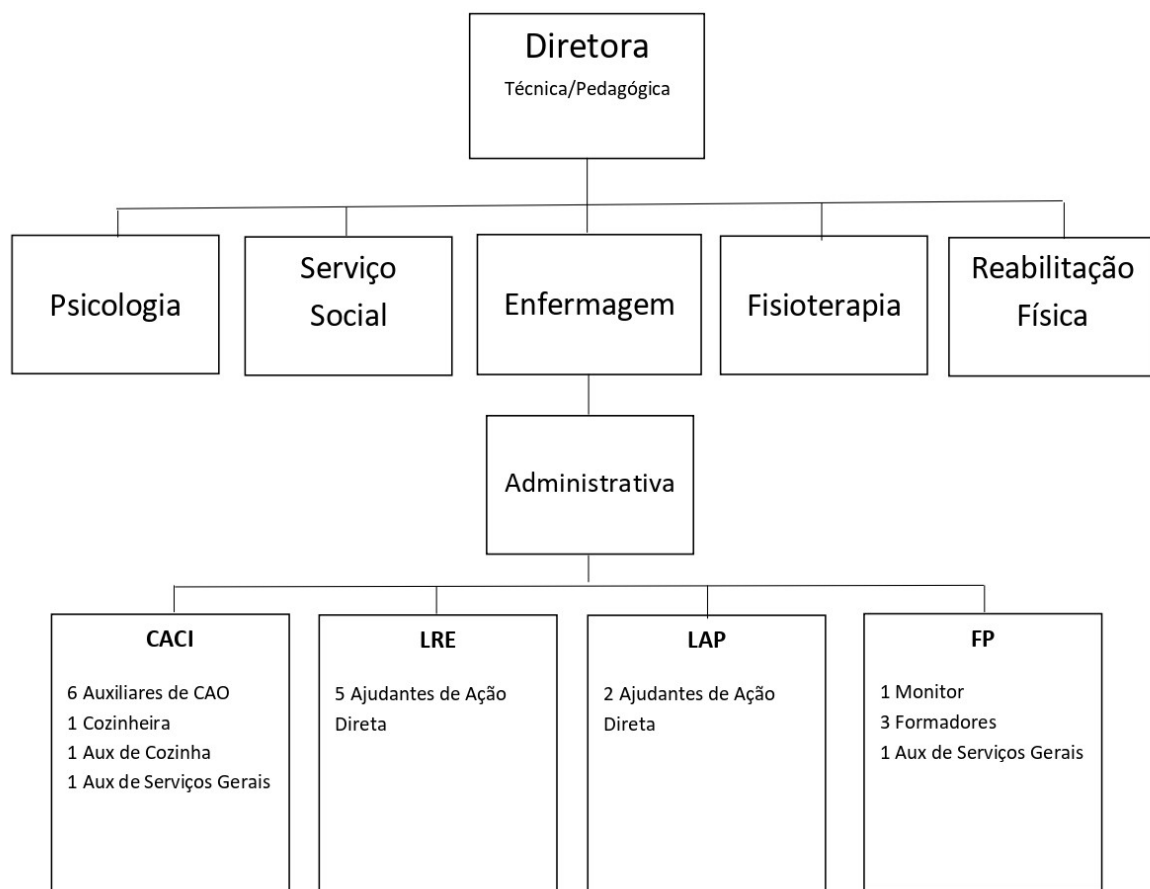 Diretora
Técnica/Pedagógica
Psicologia
Serviço
Social
Enfermagem
Fisioterapia
Reabilitação
Física
Administrativa
CACI
6 Auxiliares de CAO
1 Cozinheira
1 Aux de Cozinha
1 Aux de Serviços Gerais
LRE
5 Ajudantes de Ação
Direta
LAP
2 Ajudantes de Ação
Direta
FP
1 Monitor
3 Formadores
1 Aux de Serviços Gerais